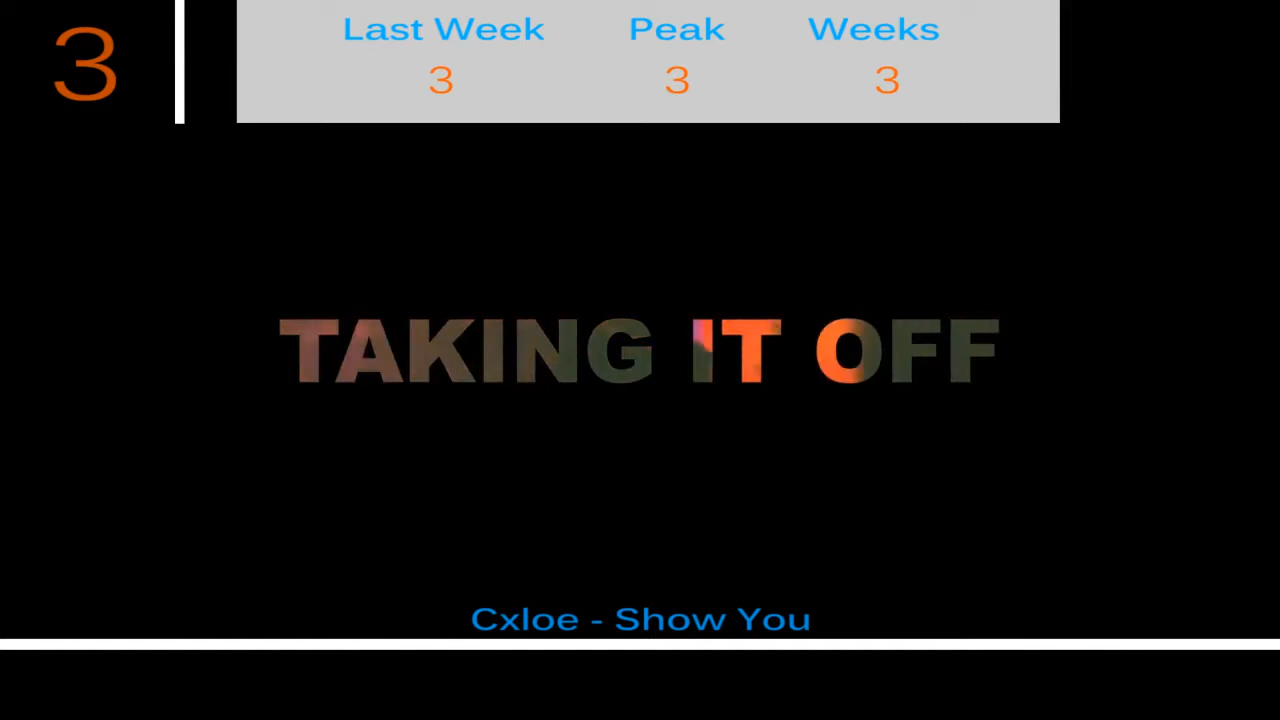 3
Last Week Peak Weeks
3 3 3
TAKING IT OFF
Cxloe - Show You